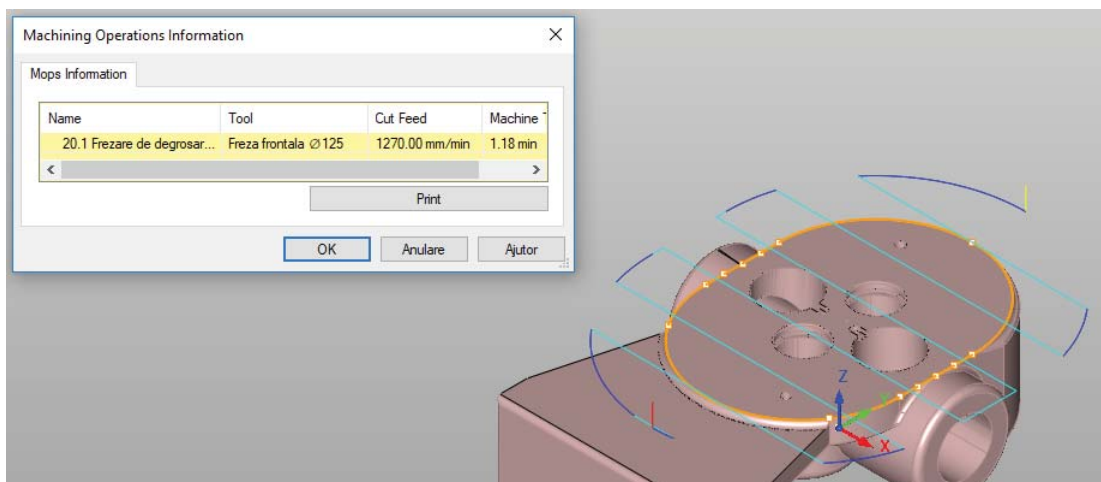 Machining Operations Information
Mops Information
Name Tool Cut Feed Machine
20.1 Frezare de degrosar... Freza frontala ∅125 1270.00 mm/min 1.18 min
Print
OK Anulare Ajutor
Z
X